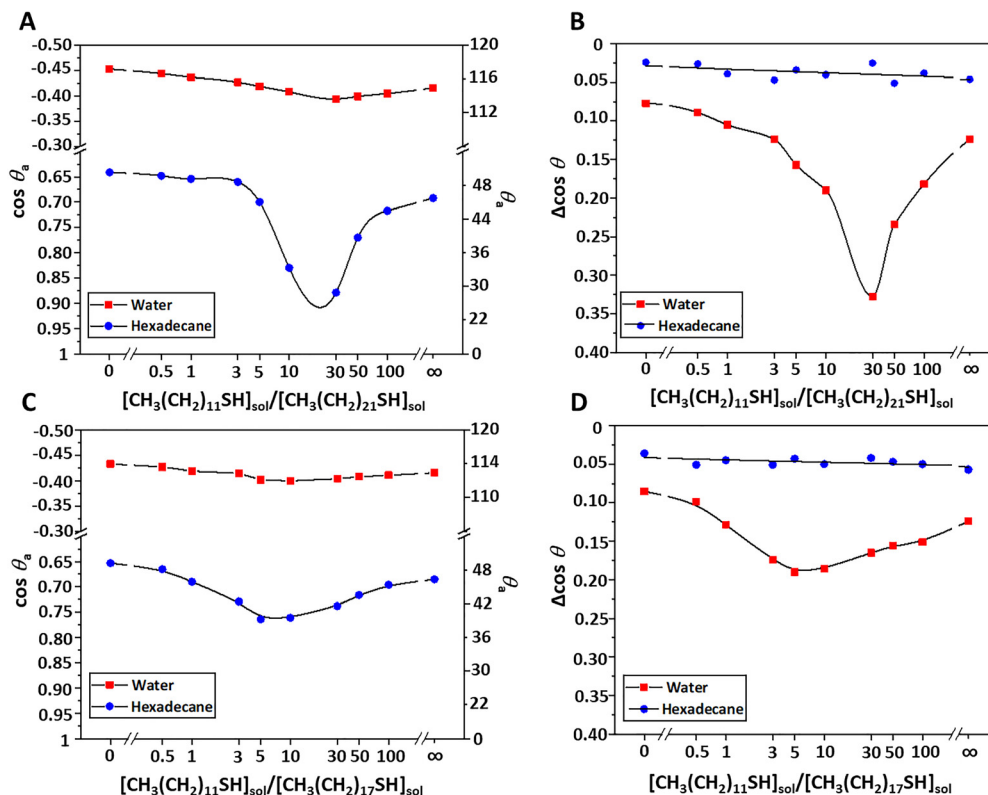 A
-0.50
-0.45
-0.40
-0.35
-0.30
0.65
0.70
0.75
0.80
0.85
0.90
0.95
1
cos θa
120
116
112
48
44
36
30
22
0
θa
Water
Hexadecane
0 0.5 1 3 5 10 30 50 100 ∞
[CH3(CH2)11SH]sol/[CH3(CH2)21SH]sol
B
0
0.05
0.10
0.15
0.20
0.25
0.30
0.35
0.40
Δcos θ
Water
Hexadecane
0 0.5 1 3 5 10 30 50 100 ∞
[CH3(CH2)11SH]sol/[CH3(CH2)21SH]sol
C
-0.50
-0.45
-0.40
-0.35
-0.30
0.65
0.70
0.75
0.80
0.85
0.90
0.95
1
cos θa
120
114
110
48
42
36
30
22
0
θa
Water
Hexadecane
0 0.5 1 3 5 10 30 50 100 ∞
[CH3(CH2)11SH]sol/[CH3(CH2)17SH]sol
D
0
0.05
0.10
0.15
0.20
0.25
0.30
0.35
0.40
Δcos θ
Water
Hexadecane
0 0.5 1 3 5 10 30 50 100 ∞
[CH3(CH2)11SH]sol/[CH3(CH2)17SH]sol